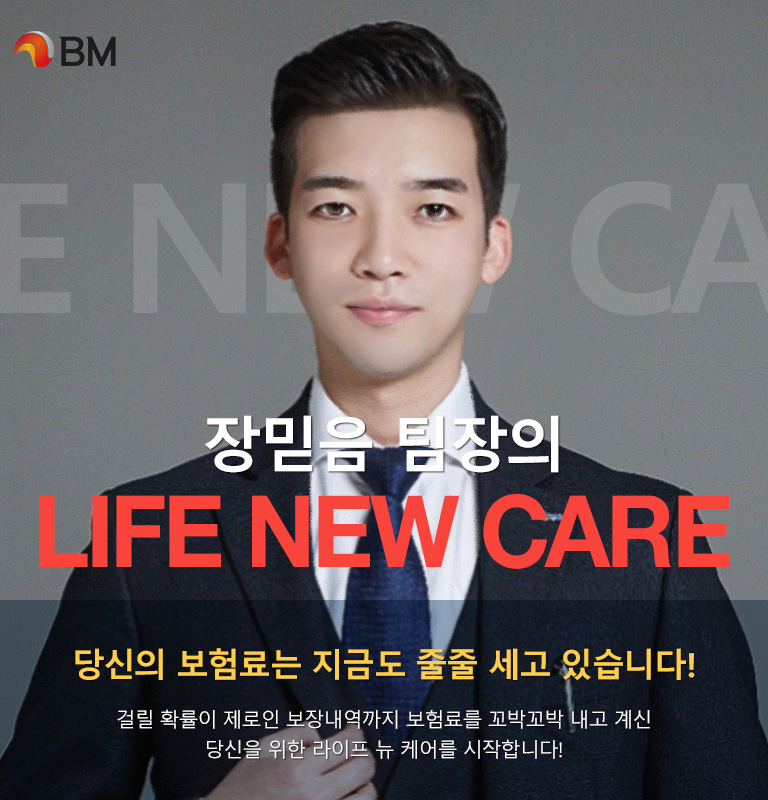 BM
E NEW CA
장믿음 팀장의
LIFE NEW CARE
당신의 보험료는 지금도 줄줄 세고 있습니다!
걸릴 확률이 제로인 보장내역까지 보험료를 꼬박꼬박 내고 계신
당신을 위한 라이프 뉴 케어를 시작합니다!